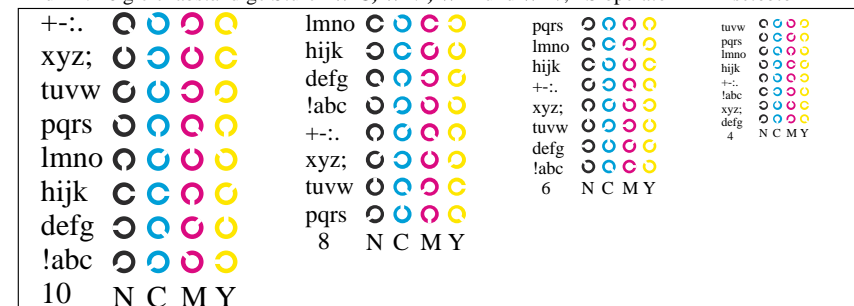 +-:.
xyz;
tuvw
pqrs
lmno
hijk
defg
!abc
10 N C M Y
lmno
hijk
defg
!abc
+-:.
xyz;
tuvw
pqrs
8 N C M Y
pqrs
lmno
hijk
+-:.
xyz;
tuvw
defg
!abc
6 N C M Y
tuvw
pqrs
lmno
hijk
+-:.
!abc
xyz;
defg
4 N C M Y